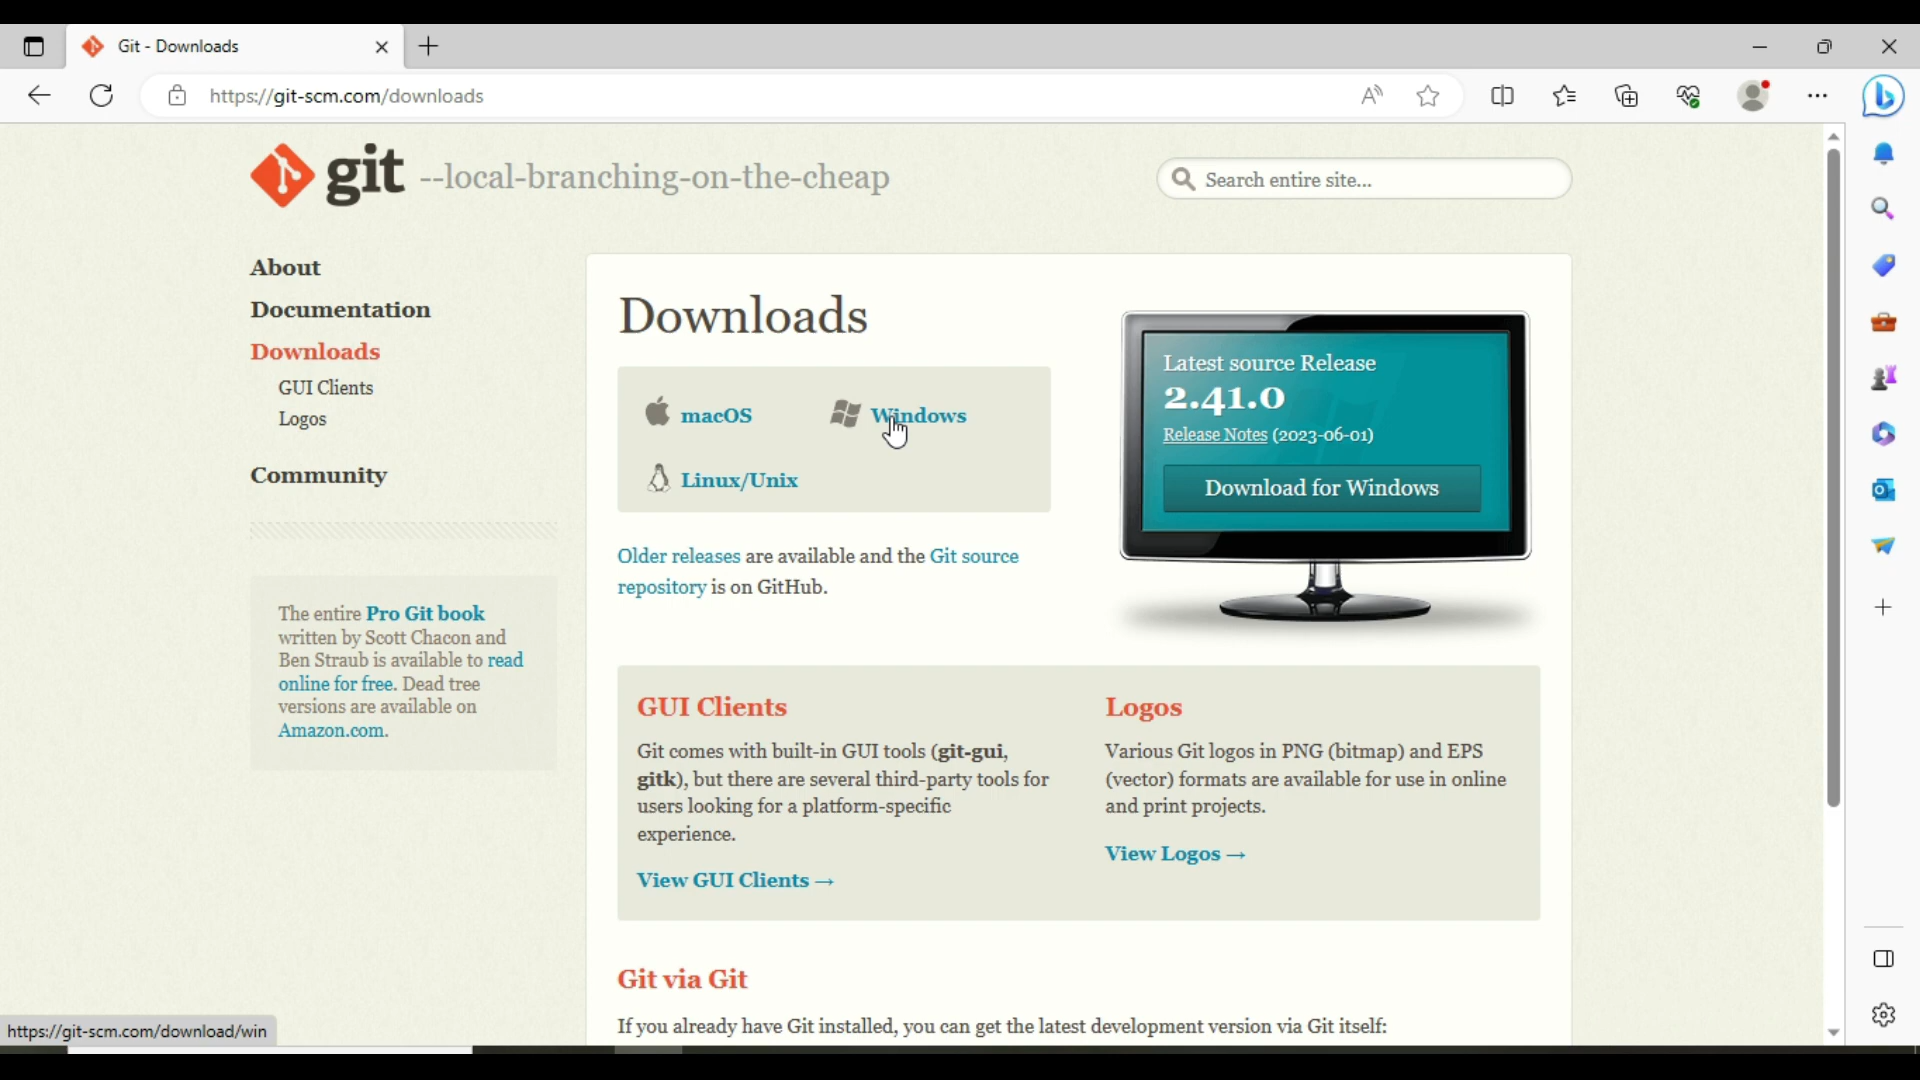 Git - Downloads
https://git-scm.com/downloads
git --local-branching-on-the-cheap
Search entire site...
About
Documentation
Downloads
GUI Clients
Logos
Community
The entire Pro Git book
written by Scott Chacon and
Ben Straub is available to read
online for free. Dead tree
versions are available on
Amazon.com.
Downloads
macOS
Windows
Linux/Unix
Older releases are available and the Git source
repository is on GitHub.
Latest source Release
2.41.0
Release Notes (2023-06-01)
Download for Windows
GUI Clients
Git comes with built-in GUI tools (git-gui,
gitk), but there are several third-party tools for
users looking for a platform-specific
experience.
View GUI Clients →
Logos
Various Git logos in PNG (bitmap) and EPS
(vector) formats are available for use in online
and print projects.
View Logos →
Git via Git
If you already have Git installed, you can get the latest development version via Git itself:
https://git-scm.com/download/win